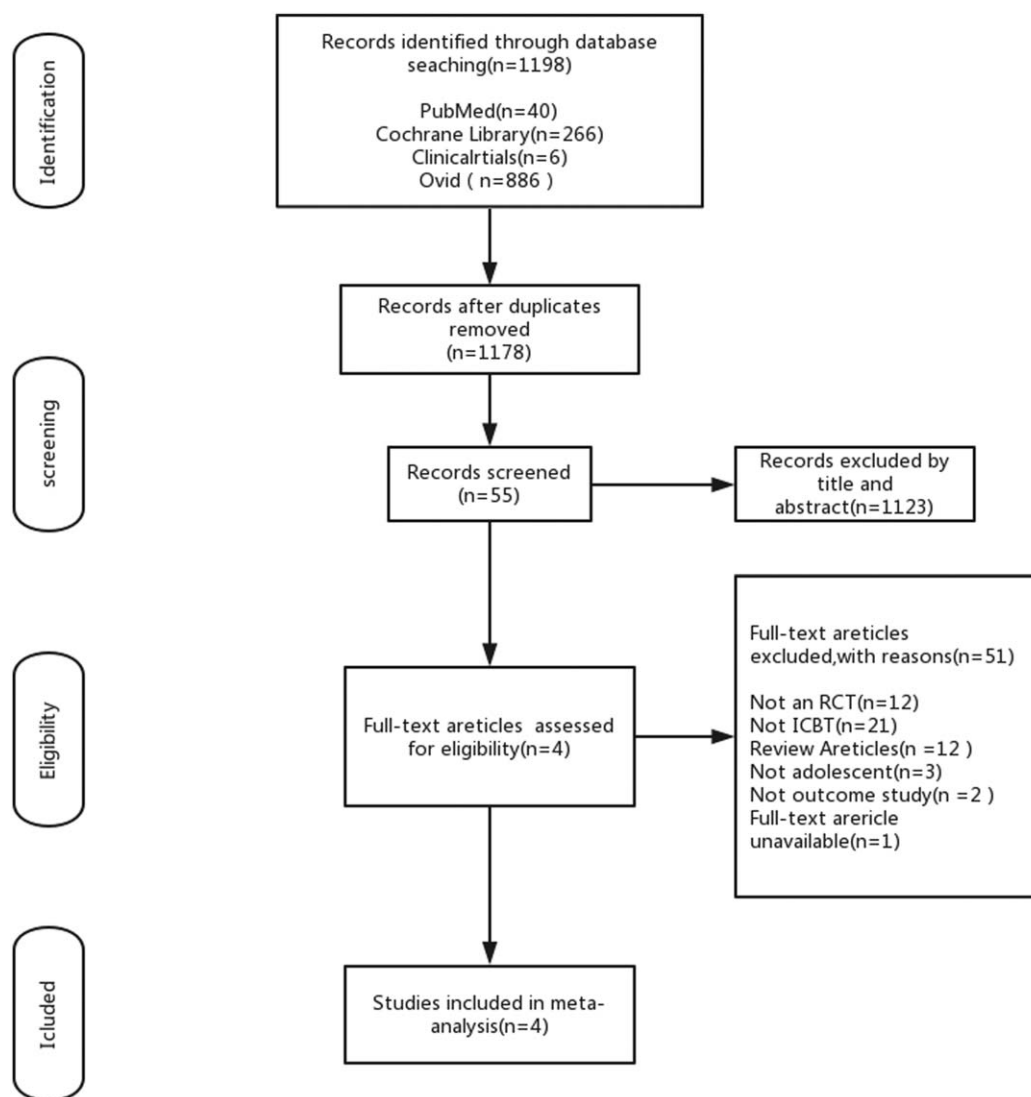 Identification
Records identified through database
seaching(n=1198)
PubMed(n=40)
Cochrane Library(n=266)
Clinicalrtials(n=6)
Ovid ( n=886 )
Records after duplicates
removed
(n=1178)
screening
Records screened
(n=55)
Records excluded by
title and
abstract(n=1123)
Eligibility
Full-text areticles  assessed
for eligibility(n=4)
Full-text areticles
excluded,with reasons(n=51)
Not an RCT(n=12)
Not ICBT(n=21)
Review Areticles(n =12 )
Not adolescent(n=3)
Not outcome study(n =2 )
Full-text arericle
unavailable(n=1)
Icluded
Studies included in meta-
analysis(n=4)